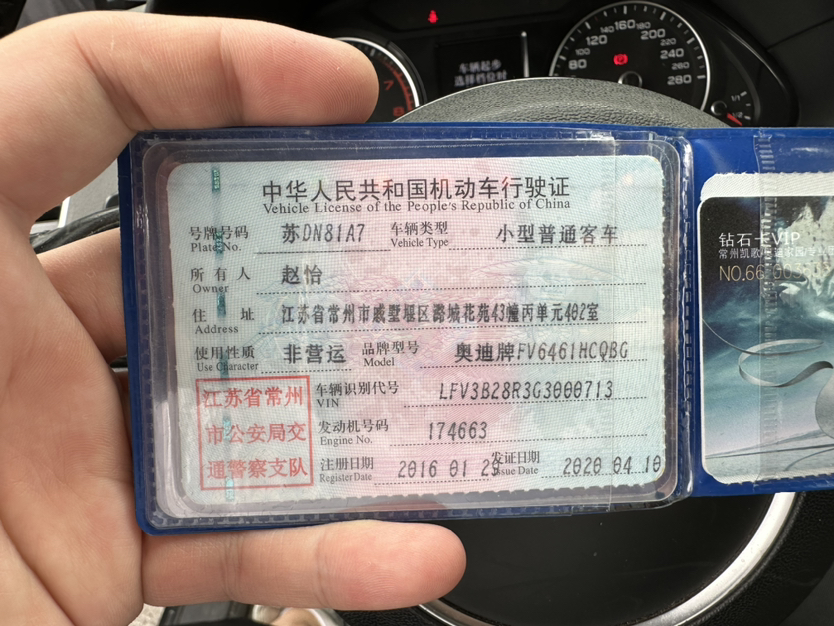 中华人民共和国机动车行驶证
Vehicle License of the People's Republic of China
号牌号码 苏DN81A7 车辆类型 小型普通客车
Plate No. Vehicle Type
所有人 赵怡
Owner
住址 江苏省常州市戚墅堰区潞城花苑43幢丙单元402室
Address
使用性质 非营运 品牌型号 奥迪牌FV6461HCQBG
Use Character Model
江苏省常州
市公安局交
通警察支队
车辆识别代号 LFV3B28R3G3000713
VIN
发动机号码 174663
Engine No.
注册日期 2016 01 29 发证日期 2020 04 10
Register Date Issue Date
钻石卡VIP
NO.66
车辆起步
选择档位时
7
80 120 140 160 180 200 220 240 260 280